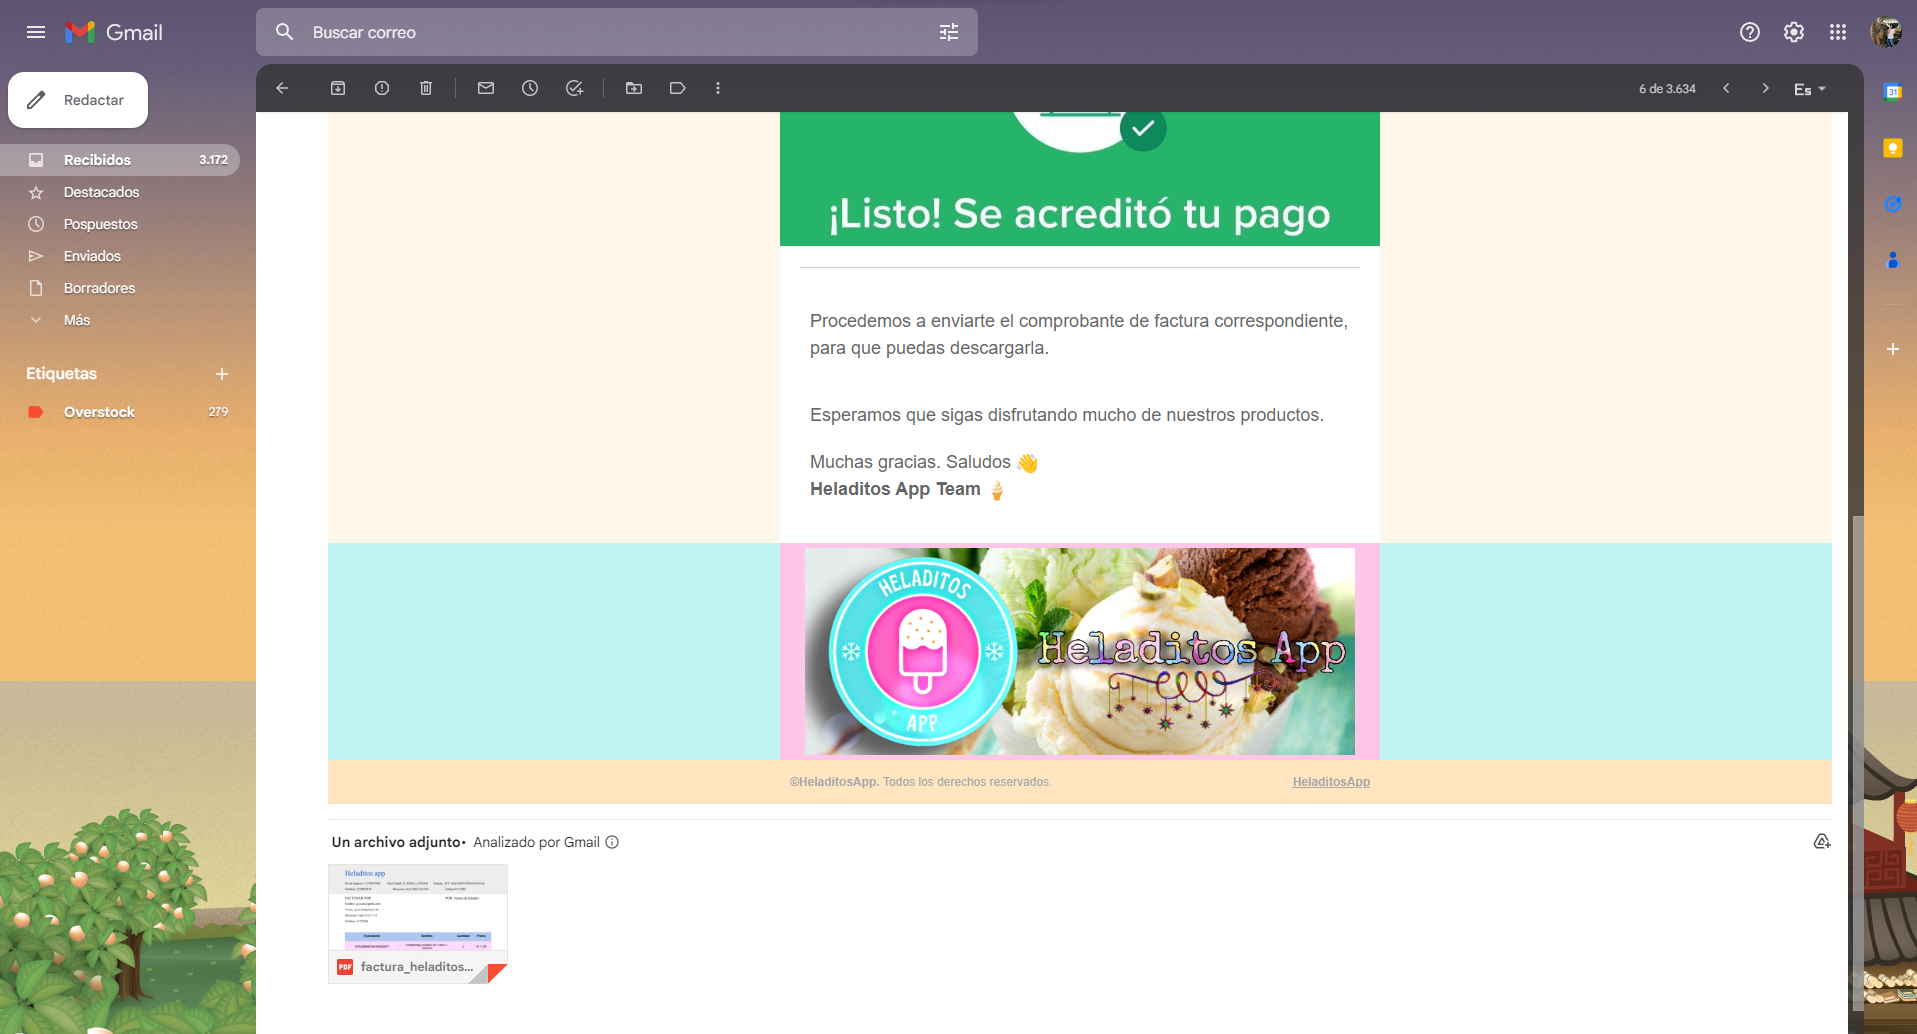 Gmail
Buscar correo
Redactar
Recibidos 3.172
Destacados
Pospuestos
Enviados
Borradores
Más
Etiquetas
Overstock 279
6 de 3.634
Es
31
¡Listo! Se acreditó tu pago
Procedemos a enviarte el comprobante de factura correspondiente,
para que puedas descargarla.
Esperamos que sigas disfrutando mucho de nuestros productos.
Muchas gracias. Saludos 👋
Heladitos App Team 🍦
HELADITOS
APP
Heladitos App
©HeladitosApp. Todos los derechos reservados. HeladitosApp
Un archivo adjunto• Analizado por Gmail
Heladitos app
PDF factura_heladitos...